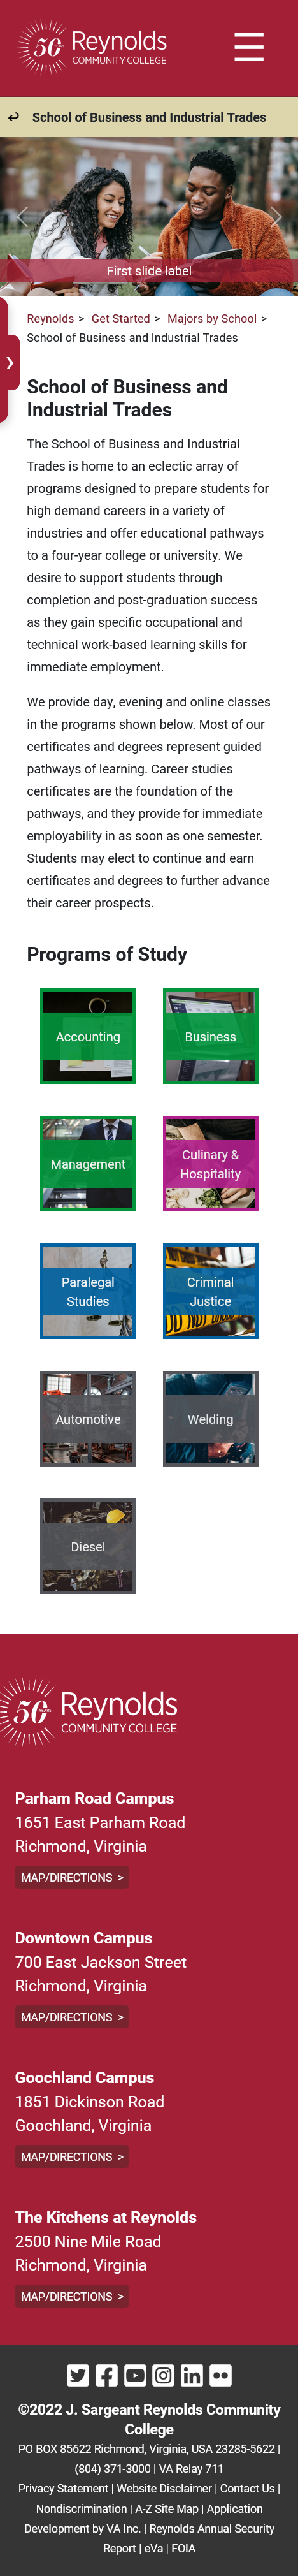 50 YEARS Reynolds
COMMUNITY COLLEGE
School of Business and Industrial Trades
First slide label
Reynolds > Get Started > Majors by School >
School of Business and Industrial Trades
School of Business and
Industrial Trades
The School of Business and Industrial
Trades is home to an eclectic array of
programs designed to prepare students for
high demand careers in a variety of
industries and offer educational pathways
to a four-year college or university. We
desire to support students through
completion and post-graduation success
as they gain specific occupational and
technical work-based learning skills for
immediate employment.
We provide day, evening and online classes
in the programs shown below. Most of our
certificates and degrees represent guided
pathways of learning. Career studies
certificates are the foundation of the
pathways, and they provide for immediate
employability in as soon as one semester.
Students may elect to continue and earn
certificates and degrees to further advance
their career prospects.
Programs of Study
Accounting
Business
Management
Culinary &
Hospitality
Paralegal
Studies
Criminal
Justice
Automotive
Welding
Diesel
50 YEARS Reynolds
COMMUNITY COLLEGE
Parham Road Campus
1651 East Parham Road
Richmond, Virginia
MAP/DIRECTIONS >
Downtown Campus
700 East Jackson Street
Richmond, Virginia
MAP/DIRECTIONS >
Goochland Campus
1851 Dickinson Road
Goochland, Virginia
MAP/DIRECTIONS >
The Kitchens at Reynolds
2500 Nine Mile Road
Richmond, Virginia
MAP/DIRECTIONS >
©2022 J. Sargeant Reynolds Community
College
PO BOX 85622 Richmond, Virginia, USA 23285-5622 |
(804) 371-3000 | VA Relay 711
Privacy Statement | Website Disclaimer | Contact Us |
Nondiscrimination | A-Z Site Map | Application
Development by VA Inc. | Reynolds Annual Security
Report | eVa | FOIA